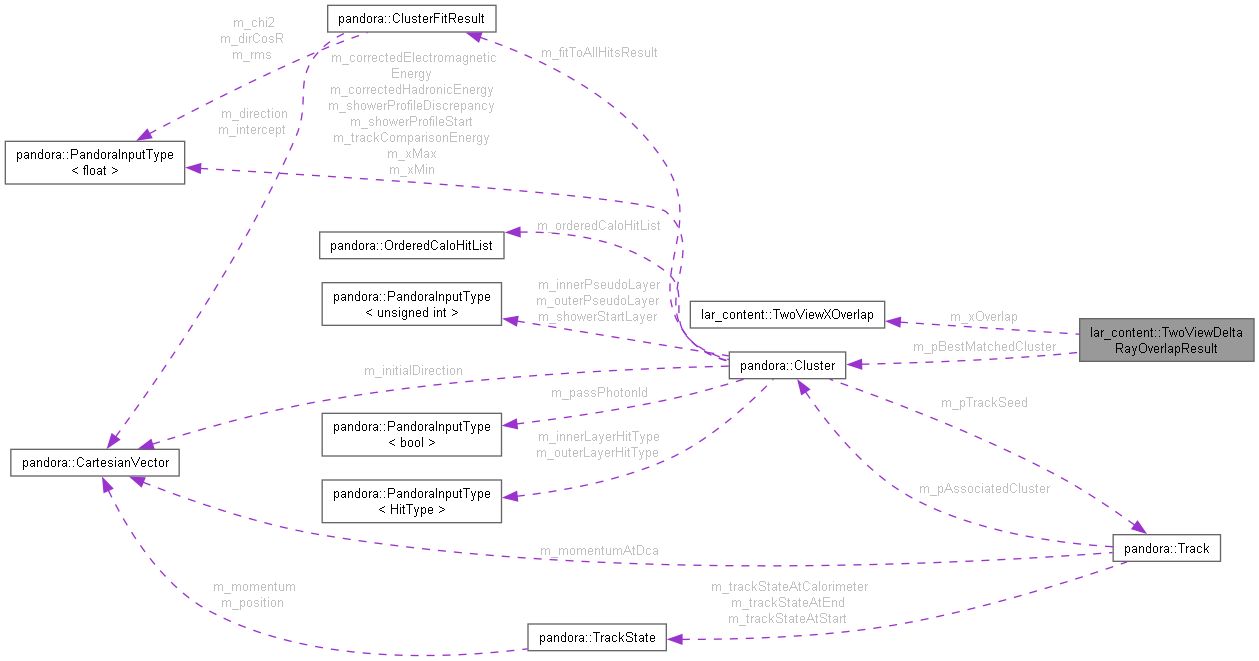 pandora::ClusterFitResult
m_chi2
m_dirCosR
m_rms
m_fitToAllHitsResult
m_correctedElectromagnetic
Energy
m_correctedHadronicEnergy
m_showerProfileDiscrepancy
m_showerProfileStart
m_trackComparisonEnergy
m_xMax
m_xMin
m_direction
m_intercept
pandora::PandoraInputType
< float >
m_orderedCaloHitList
pandora::OrderedCaloHitList
m_innerPseudoLayer
m_outerPseudoLayer
m_showerStartLayer
pandora::PandoraInputType
< unsigned int >
lar_content::TwoViewXOverlap
m_xOverlap
lar_content::TwoViewDelta
RayOverlapResult
m_pBestMatchedCluster
pandora::Cluster
m_initialDirection
m_passPhotonId
m_pTrackSeed
pandora::PandoraInputType
< bool >
m_innerLayerHitType
m_outerLayerHitType
pandora::CartesianVector
pandora::PandoraInputType
< HitType >
m_pAssociatedCluster
m_momentumAtDca
pandora::Track
m_momentum
m_position
m_trackStateAtCalorimeter
m_trackStateAtEnd
m_trackStateAtStart
pandora::TrackState